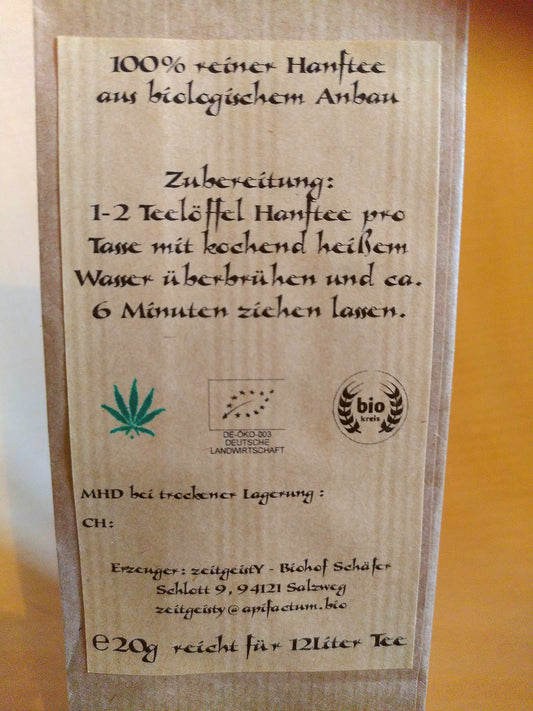 100% reiner Hanftee
aus biologischem Anbau
Zubereitung:
1-2 Teelöffel Hanftee pro
Tasse mit kochend heißem
Wasser überbrühen und ca.
6 Minuten ziehen lassen.
bio
kreis
DE-ÖKO-003
DEUTSCHE
LANDWIRTSCHAFT
MHD bei trockener Lagerung :
CH:
Erzeuger: zeitgeistY - Biohof Schäfer
Schlott 9, 94121 Salzweg
zeitgeisty@apifactum.bio
℮20g reicht für 12Liter Tee